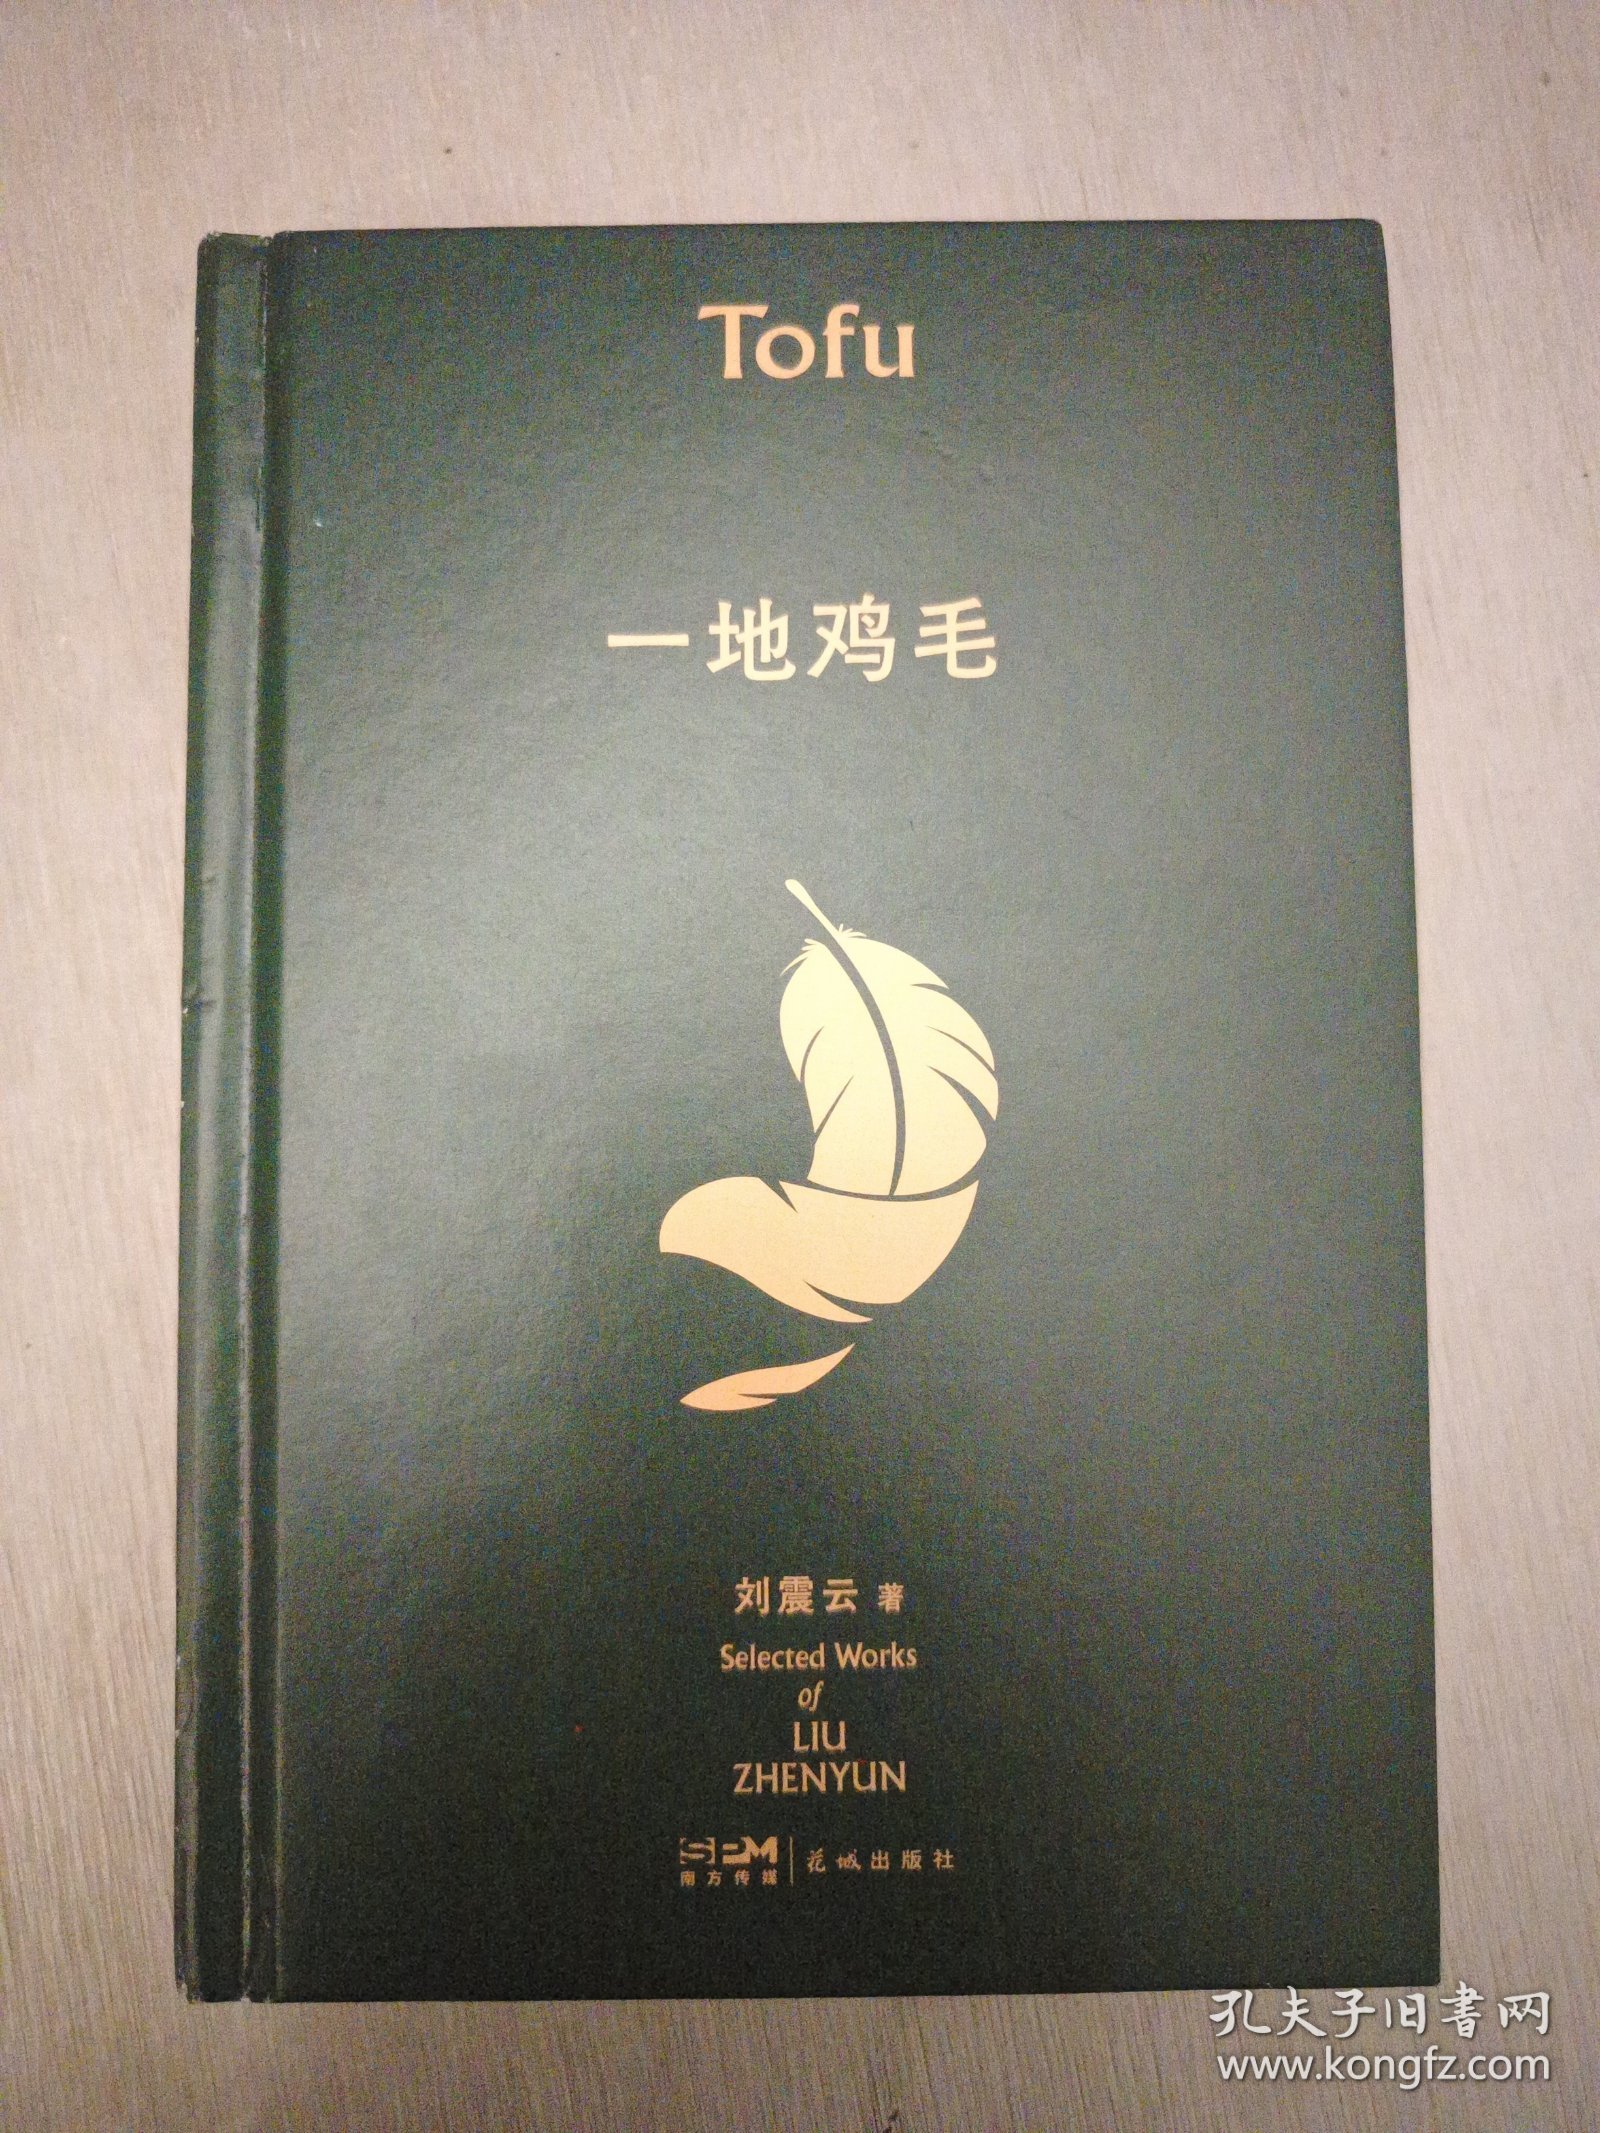 Tofu
一地鸡毛
刘震云 著
Selected Works
of
LIU
ZHENYUN
SPM
南方传媒
花城出版社
孔夫子旧书网
www.kongfz.com